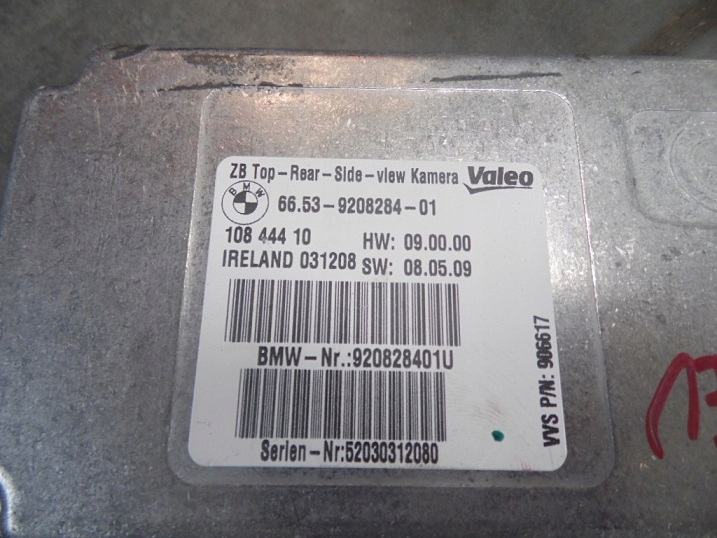 ZB Top-Rear-Side-view Kamera Valeo
BMW
66.53-9208284-01
108 444 10 HW: 09.00.00
IRELAND 031208 SW: 08.05.09
BMW-Nr.:920828401U
Serien-Nr:52030312080
VVS P/N: 906617